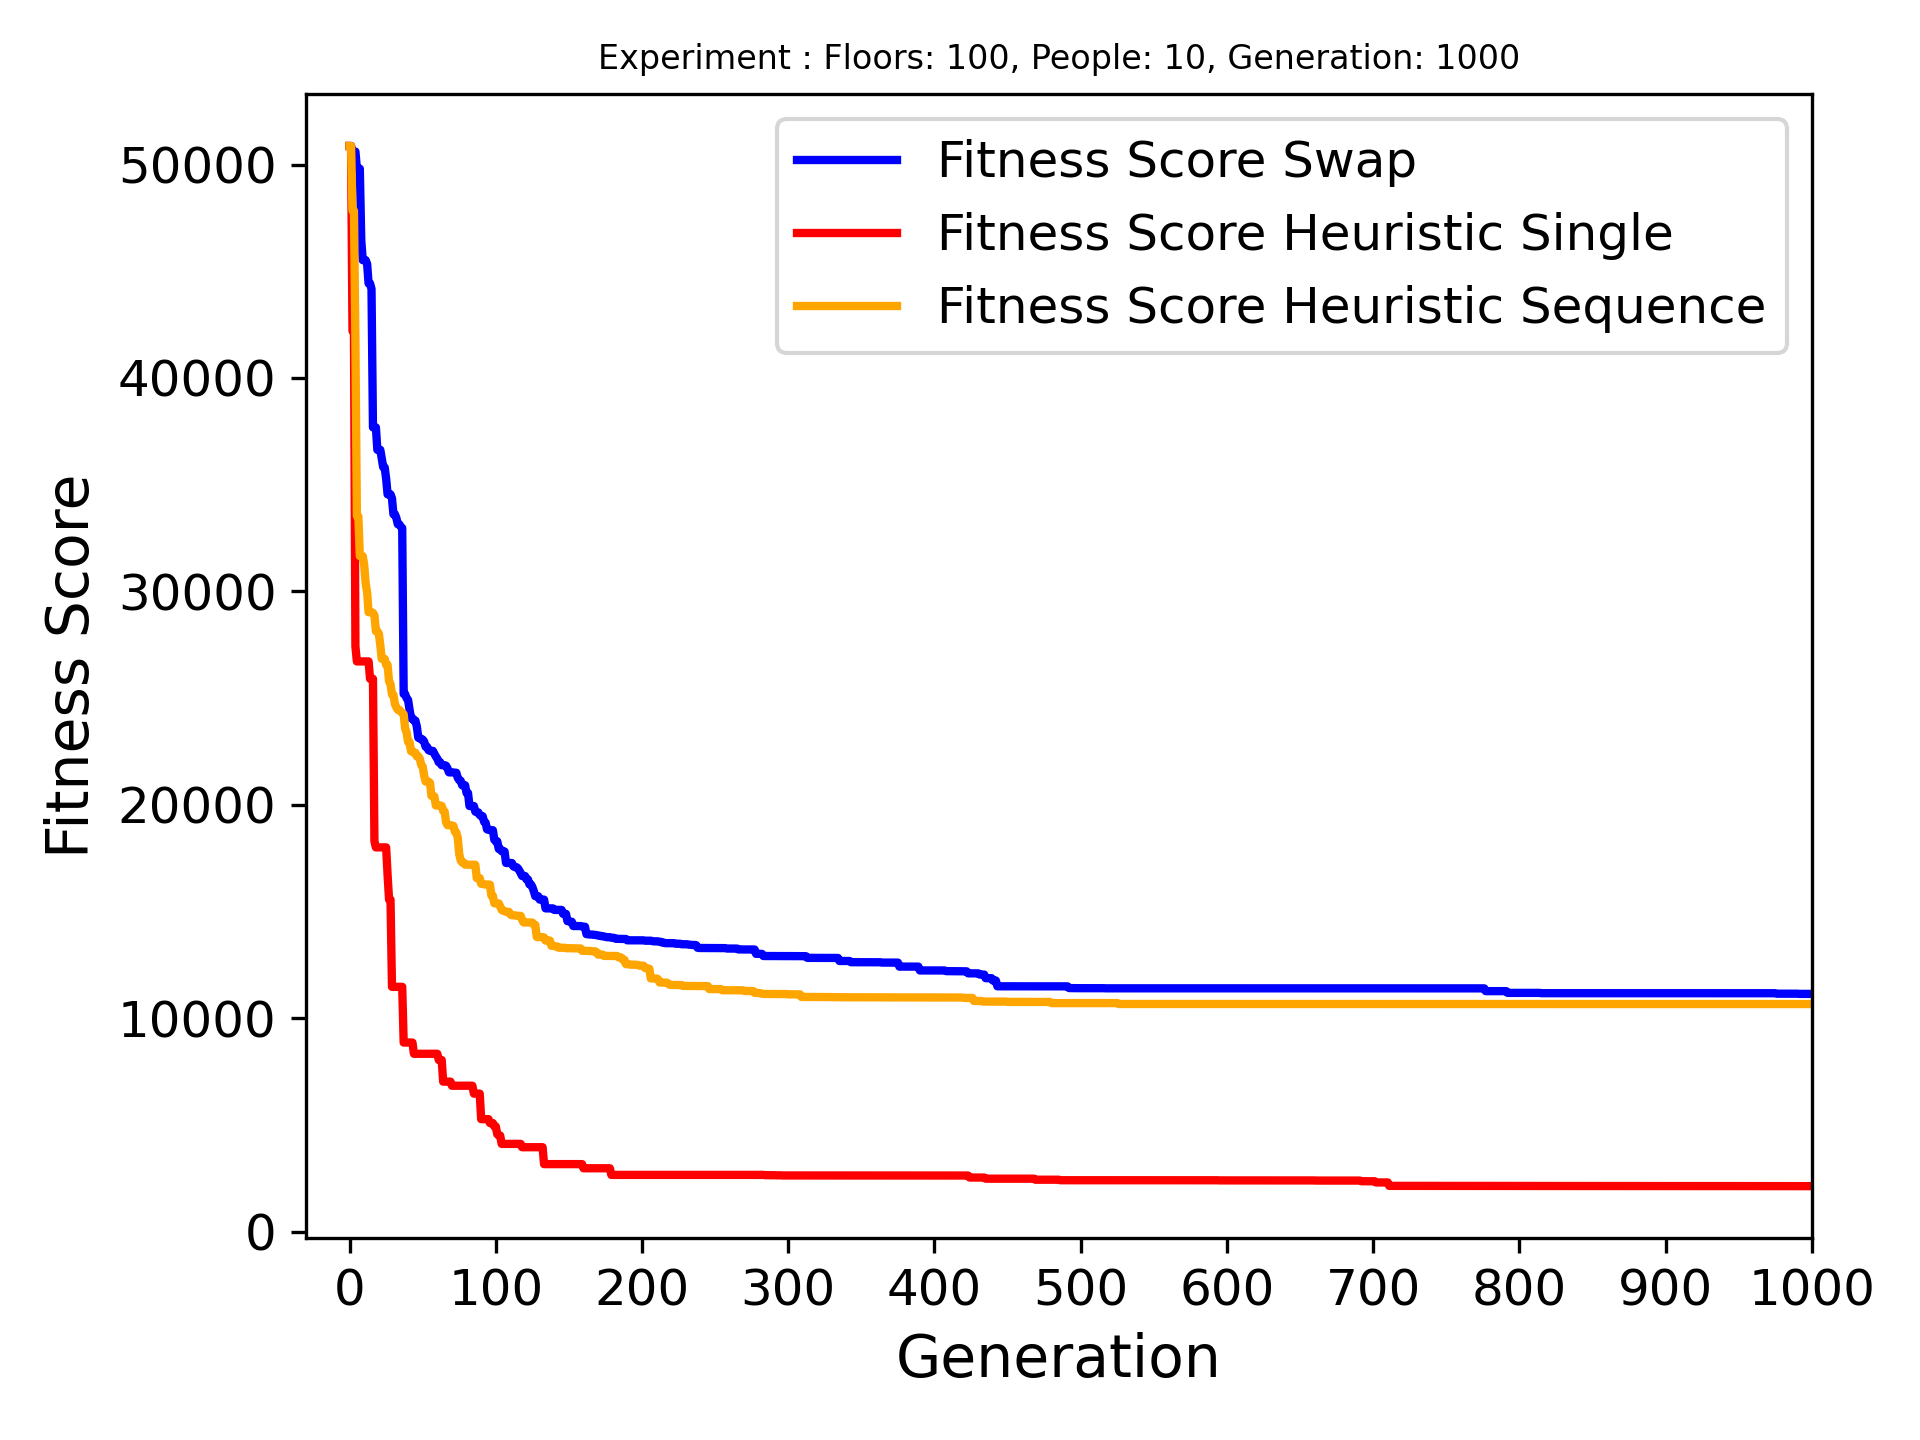 Experiment : Floors: 100, People: 10, Generation: 1000
Fitness Score Swap
Fitness Score Heuristic Single
Fitness Score Heuristic Sequence
Fitness Score
50000
40000
30000
20000
10000
0
0 100 200 300 400 500 600 700 800 900 1000
Generation